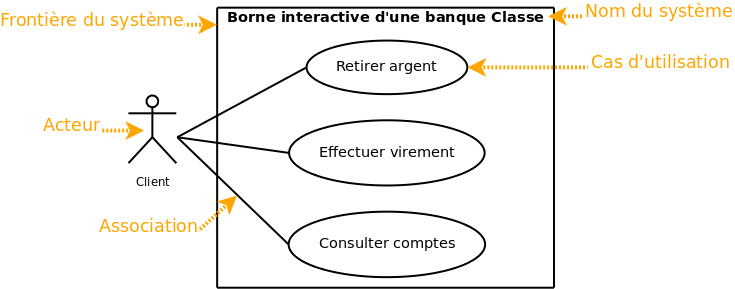 Nom du système
Frontière du système
Borne interactive d'une banque Classe
Retirer argent
Cas d'utilisation
Acteur
Effectuer virement
Client
Association
Consulter comptes